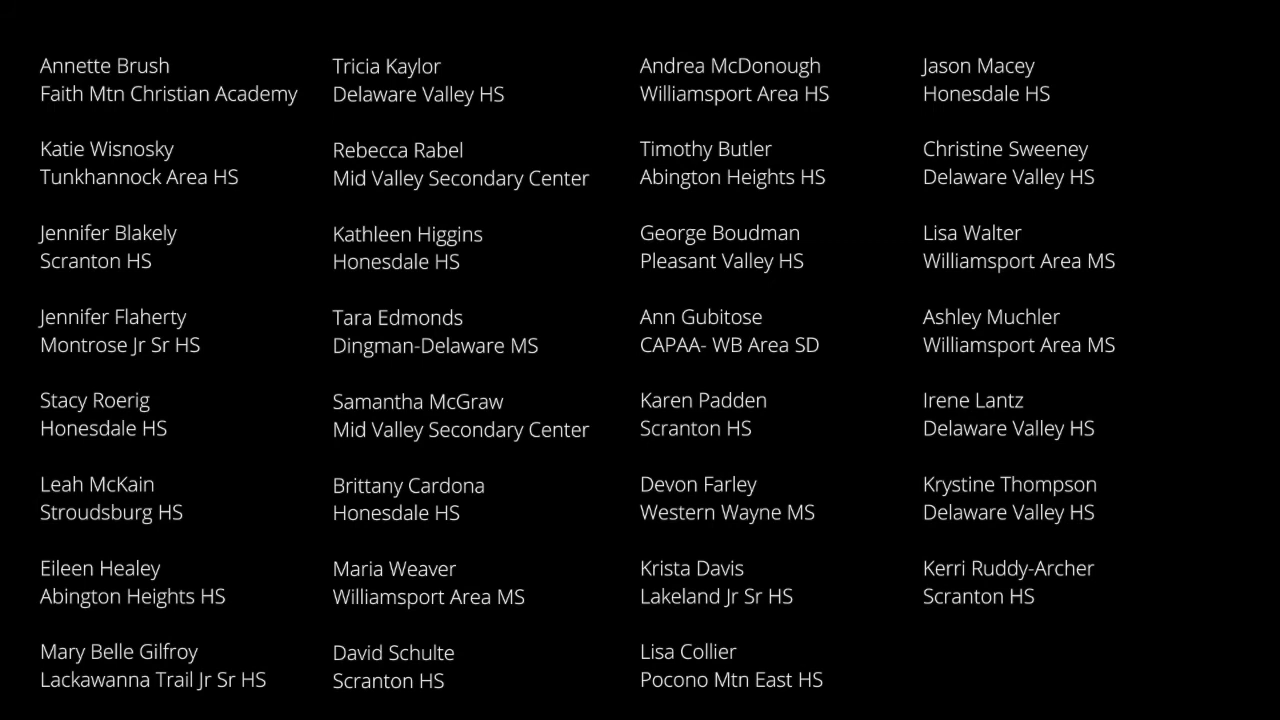 Annette Brush
Faith Mtn Christian Academy
Katie Wisnosky
Tunkhannock Area HS
Jennifer Blakely
Scranton HS
Jennifer Flaherty
Montrose Jr Sr HS
Stacy Roerig
Honesdale HS
Leah McKain
Stroudsburg HS
Eileen Healey
Abington Heights HS
Mary Belle Gilfroy
Lackawanna Trail Jr Sr HS
Tricia Kaylor
Delaware Valley HS
Rebecca Rabel
Mid Valley Secondary Center
Kathleen Higgins
Honesdale HS
Tara Edmonds
Dingman-Delaware MS
Samantha McGraw
Mid Valley Secondary Center
Brittany Cardona
Honesdale HS
Maria Weaver
Williamsport Area MS
David Schulte
Scranton HS
Andrea McDonough
Williamsport Area HS
Timothy Butler
Abington Heights HS
George Boudman
Pleasant Valley HS
Ann Gubitose
CAPAA- WB Area SD
Karen Padden
Scranton HS
Devon Farley
Western Wayne MS
Krista Davis
Lakeland Jr Sr HS
Lisa Collier
Pocono Mtn East HS
Jason Macey
Honesdale HS
Christine Sweeney
Delaware Valley HS
Lisa Walter
Williamsport Area MS
Ashley Muchler
Williamsport Area MS
Irene Lantz
Delaware Valley HS
Krystine Thompson
Delaware Valley HS
Kerri Ruddy-Archer
Scranton HS